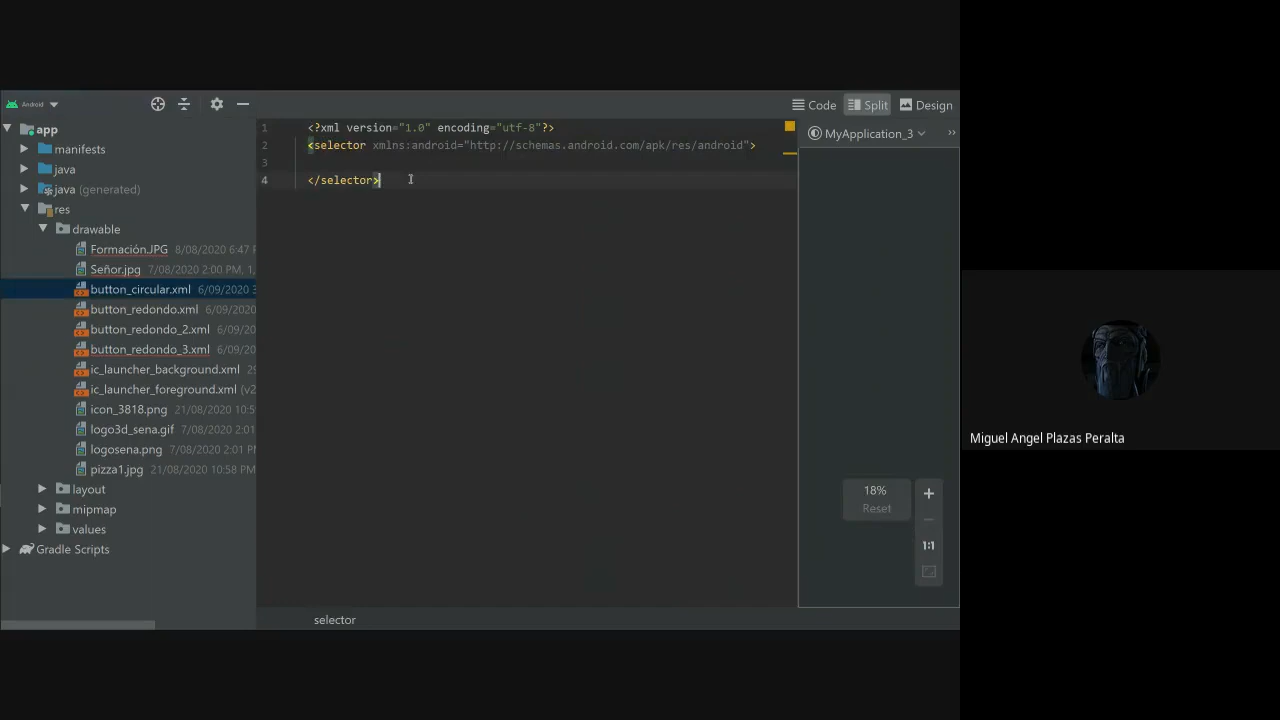 Android
Code
Split
Design
app
manifests
java
java (generated)
res
drawable
Formación.JPG 8/08/2020 6:47
Señor.jpg 7/08/2020 2:00 PM, 1,
button_circular.xml 6/09/2020 3
button_redondo.xml 6/09/2020
button_redondo_2.xml 6/09/20
button_redondo_3.xml 6/09/20
ic_launcher_background.xml 29
ic_launcher_foreground.xml (v2
icon_3818.png 21/08/2020 10:5
logo3d_sena.gif 7/08/2020 2:01
logosena.png 7/08/2020 2:01 P
pizza1.jpg 21/08/2020 10:58 PM
layout
mipmap
values
Gradle Scripts
1 <?xml version="1.0" encoding="utf-8"?>
2 <selector xmlns:android="http://schemas.android.com/apk/res/android">
3
4 </selector>
selector
MyApplication_3
18%
Reset
1:1
Miguel Angel Plazas Peralta